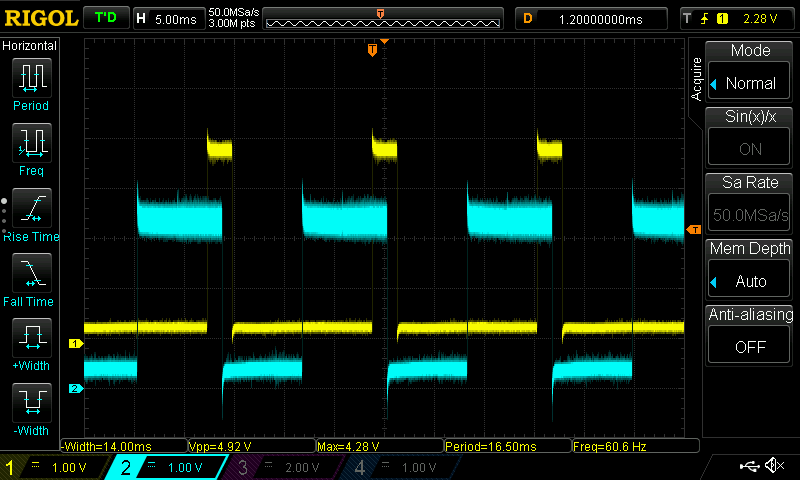 RIGOL T'D H 5.00ms 50.0MSa/s 3.00M pts T D 1.20000000ms T 1 2.28 V
Horizontal
Period
Freq
Rise Time
Fall Time
+Width
-Width
T
T
1
2
Acquire
Mode
Normal
Sin(x)/x
ON
Sa Rate
50.0MSa/s
Mem Depth
Auto
Anti-aliasing
OFF
-Width=14.00ms Vpp=4.92 V Max=4.28 V Period=16.50ms Freq=60.6 Hz
1 1.00 V 2 1.00 V 3 2.00 V 4 1.00 V